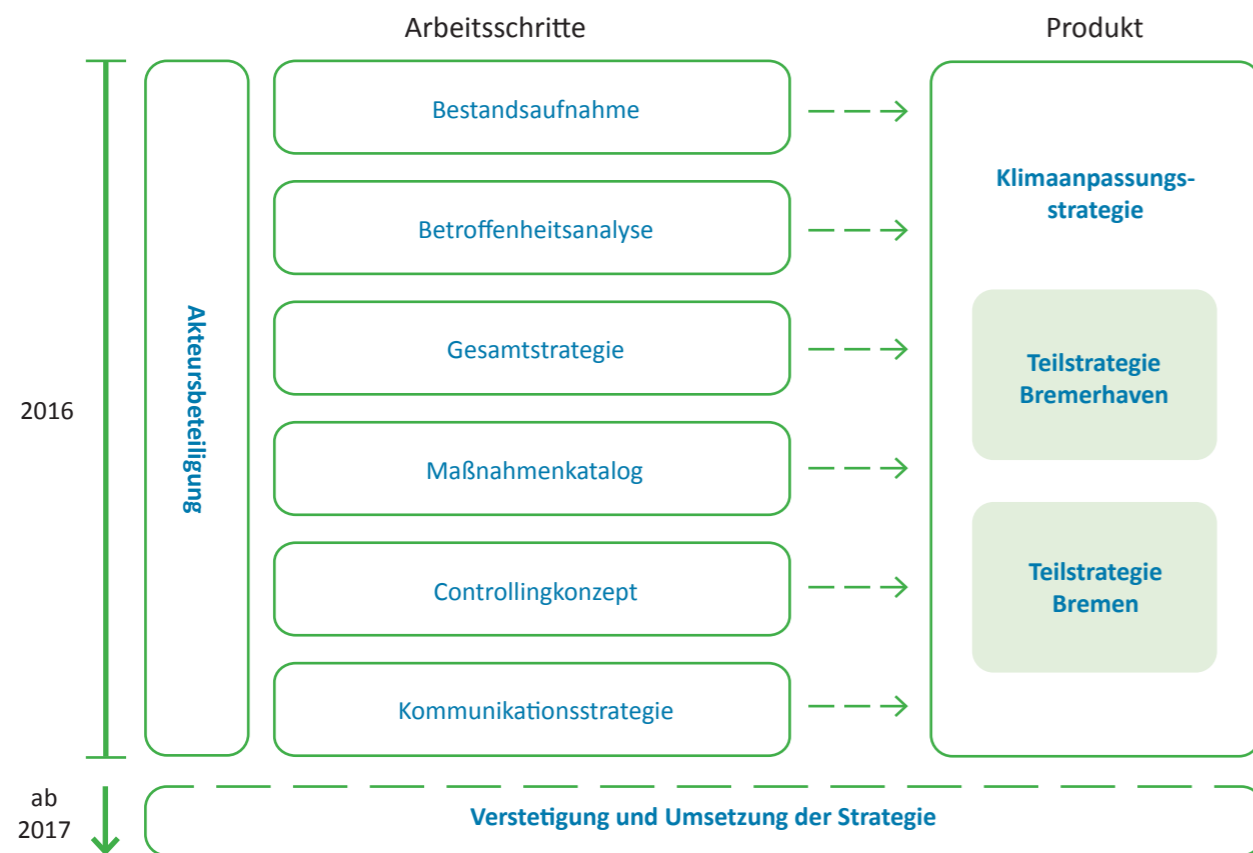 Arbeitsschritte
Produkt
2016
Akteursbeteiligung
Bestandsaufnahme
Betroffenheitsanalyse
Gesamtstrategie
Maßnahmenkatalog
Controllingkonzept
Kommunikationsstrategie
Klimaanpassungs-
strategie
Teilstrategie
Bremerhaven
Teilstrategie
Bremen
ab
2017
Verstetigung und Umsetzung der Strategie